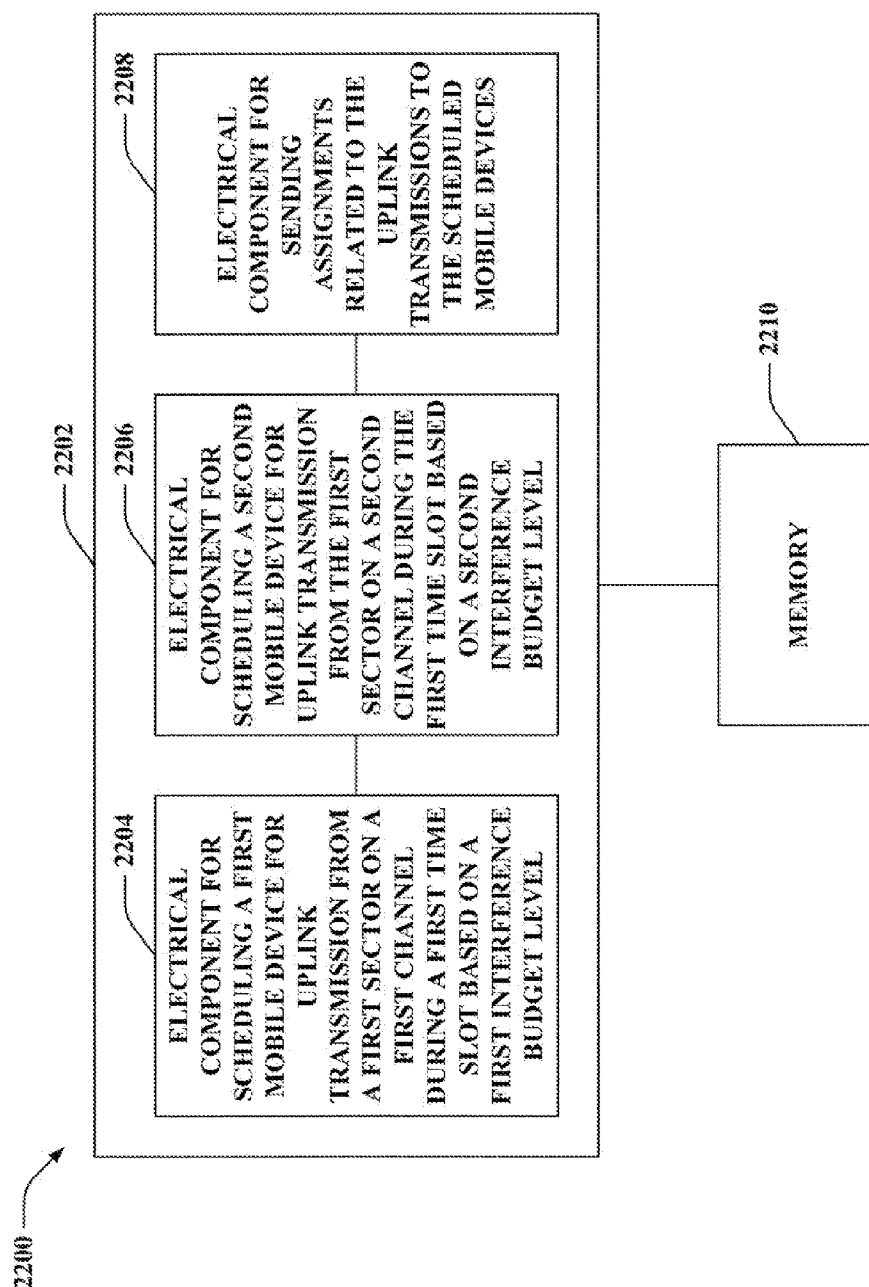 2200
2202
2204
ELECTRICAL
COMPONENT FOR
SCHEDULING A FIRST
MOBILE DEVICE FOR
UPLINK
TRANSMISSION FROM
A FIRST SECTOR ON A
FIRST CHANNEL
DURING A FIRST TIME
SLOT BASED ON A
FIRST INTERFERENCE
BUDGET LEVEL
2206
ELECTRICAL
COMPONENT FOR
SCHEDULING A SECOND
MOBILE DEVICE FOR
UPLINK TRANSMISSION
FROM THE FIRST
SECTOR ON A SECOND
CHANNEL DURING THE
FIRST TIME SLOT BASED
ON A SECOND
INTERFERENCE
BUDGET LEVEL
2208
ELECTRICAL
COMPONENT FOR
SENDING
ASSIGNMENTS
RELATED TO THE
UPLINK
TRANSMISSIONS TO
THE SCHEDULED
MOBILE DEVICES
2210
MEMORY